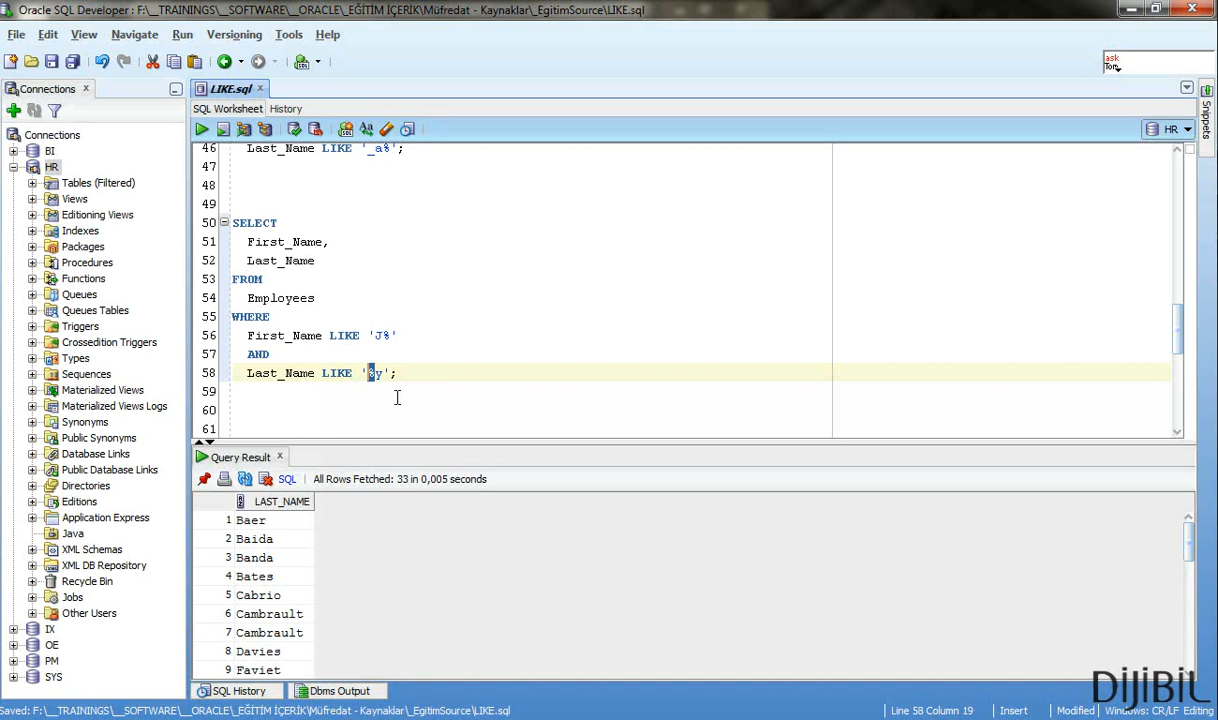 Oracle SQL Developer : F:\__TRAININGS\__SOFTWARE\__ORACLE\_EĞİTİM İÇERİK\Müfredat - Kaynaklar\_EgitimSource\LIKE.sql
File Edit View Navigate Run Versioning Tools Help
ask
Tom
Connections
LIKE.sql
SQL Worksheet History
HR
Snippets
Connections
BI
HR
Tables (Filtered)
Views
Editioning Views
Indexes
Packages
Procedures
Functions
Queues
Queues Tables
Triggers
Crossedition Triggers
Types
Sequences
Materialized Views
Materialized Views Logs
Synonyms
Public Synonyms
Database Links
Public Database Links
Directories
Editions
Application Express
Java
XML Schemas
XML DB Repository
Recycle Bin
Jobs
Other Users
IX
OE
PM
SYS
46 Last_Name LIKE '_a%';
47
48
49
50 SELECT
51 First_Name,
52 Last_Name
53 FROM
54 Employees
55 WHERE
56 First_Name LIKE 'J%'
57 AND
58 Last_Name LIKE '%y';
59
60
61
Query Result
SQL All Rows Fetched: 33 in 0,005 seconds
LAST_NAME
1 Baer
2 Baida
3 Banda
4 Bates
5 Cabrio
6 Cambrault
7 Cambrault
8 Davies
9 Faviet
SQL History Dbms Output
DİJİBİL
Saved: F:\__TRAININGS\__SOFTWARE\__ORACLE\_EĞİTİM İÇERİK\Müfredat - Kaynaklar\_EgitimSource\LIKE.sql
Line 58 Column 19 Insert Modified Windows: CR/LF Editing